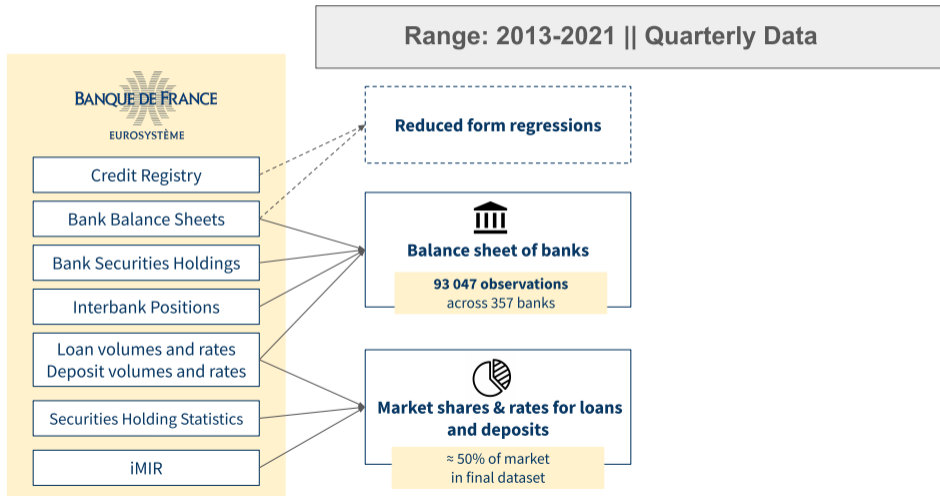 Range: 2013-2021 || Quarterly Data
BANQUE DE FRANCE
EUROSYSTÈME
Credit Registry
Bank Balance Sheets
Bank Securities Holdings
Interbank Positions
Loan volumes and rates
Deposit volumes and rates
Securities Holding Statistics
iMIR
Reduced form regressions
Balance sheet of banks
93 047 observations
across 357 banks
Market shares & rates for loans
and deposits
≈ 50% of market
in final dataset